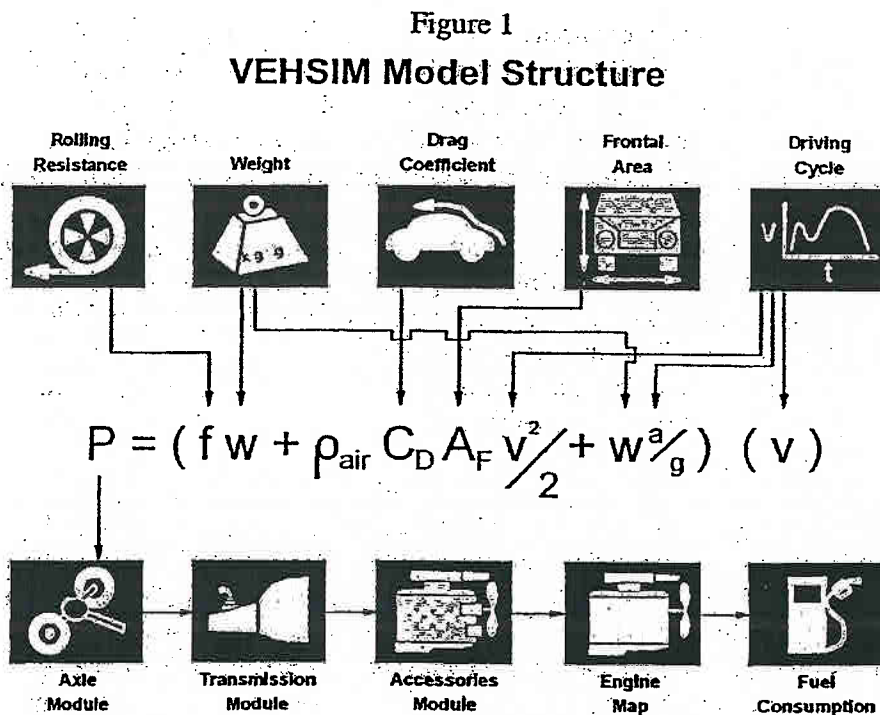 Figure 1
VEHSIM Model Structure
Rolling Resistance
Weight
Drag Coefficient
Frontal Area
Driving Cycle
kg g
V
t
P = ( f w + ρair CD AF v²/2 + w a/g ) ( v )
Axle Module
Transmission Module
Accessories Module
Engine Map
Fuel Consumption